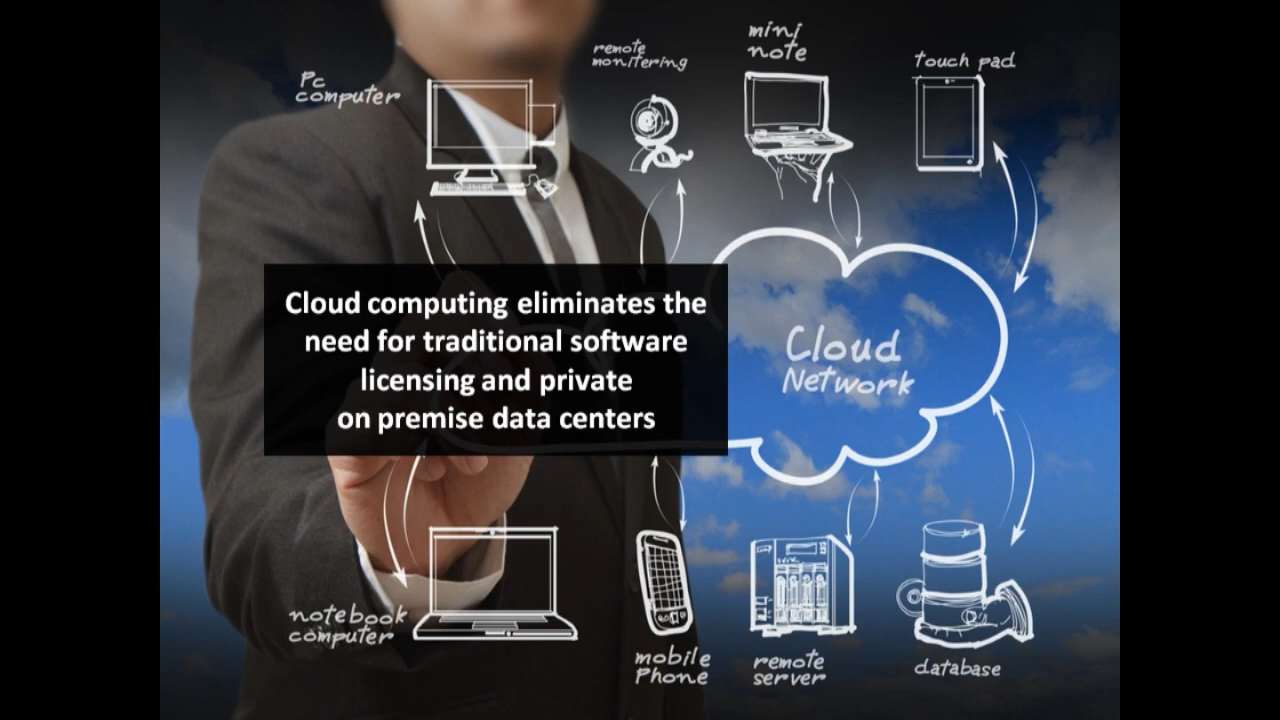 Pc
computer
remote
monitering
mini
note
touch pad
Cloud computing eliminates the
need for traditional software
licensing and private
on premise data centers
Cloud
Network
notebook
computer
mobile
Phone
remote
server
database